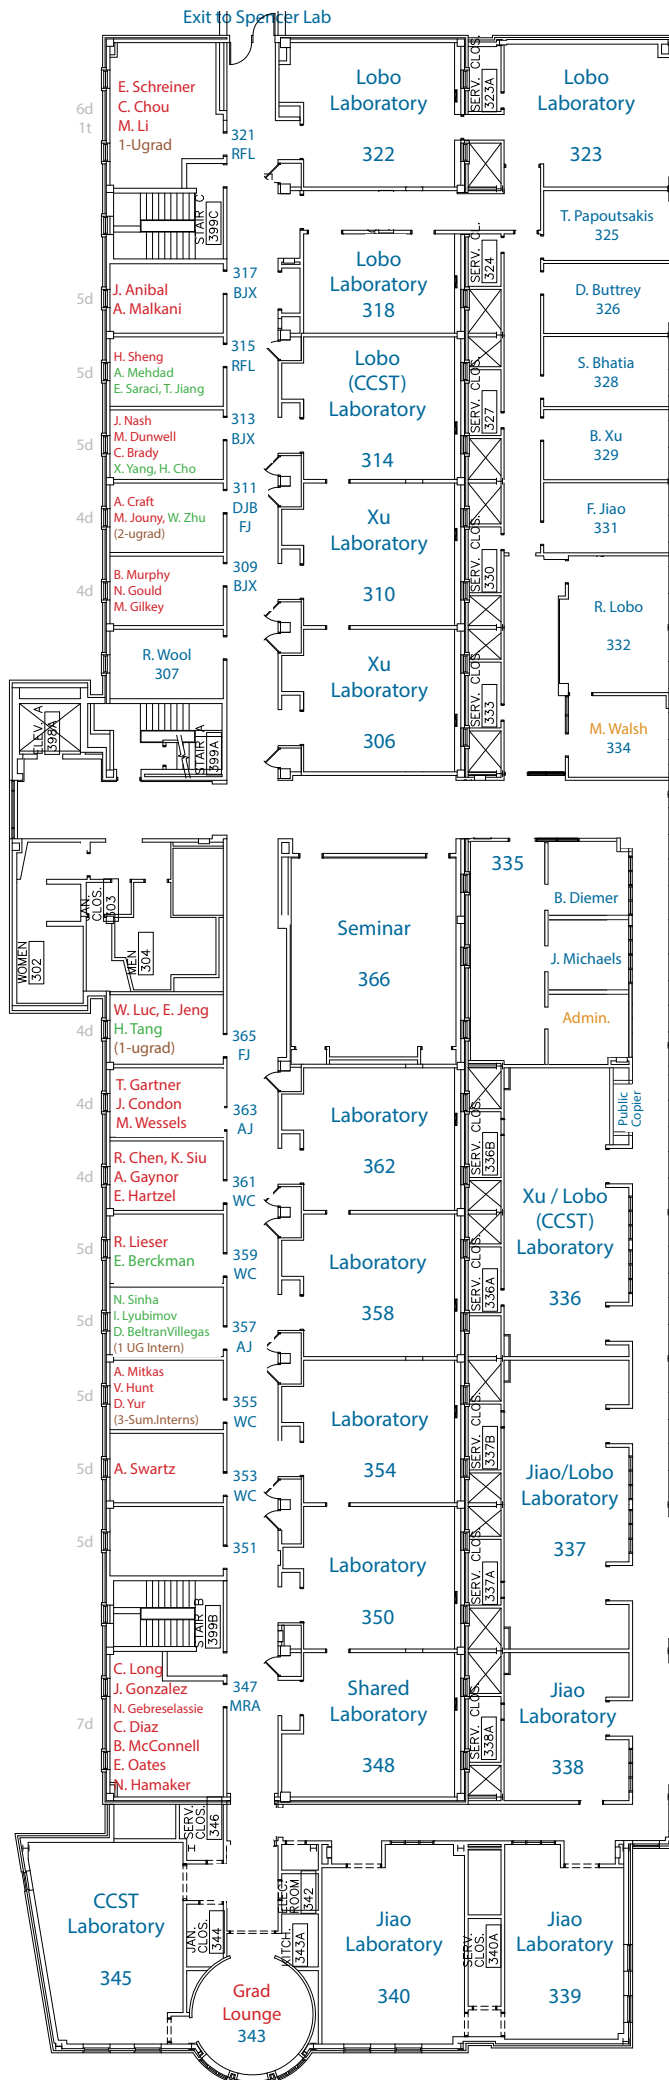 Exit to Spencer Lab
6d
1t
E. Schreiner
C. Chou
M. Li
1-Ugrad
321
RFL
Lobo
Laboratory
322
SERV. CLOS.
323A
Lobo
Laboratory
323
STAIR C
399C
T. Papoutsakis
325
5d
J. Anibal
A. Malkani
317
BJX
Lobo
Laboratory
318
SERV. CL.
324
D. Buttrey
326
5d
H. Sheng
A. Mehdad
E. Saraci, T. Jiang
315
RFL
Lobo
(CCST)
Laboratory
314
SERV. CLOS.
327
S. Bhatia
328
5d
J. Nash
M. Dunwell
C. Brady
X. Yang, H. Cho
313
BJX
B. Xu
329
4d
A. Craft
M. Jouny, W. Zhu
(2-ugrad)
311
DJB
FJ
Xu
Laboratory
310
SERV. CLOS.
330
F. Jiao
331
4d
B. Murphy
N. Gould
M. Gilkey
309
BJX
R. Lobo
332
R. Wool
307
Xu
Laboratory
306
SERV. CLOS.
333
M. Walsh
334
ELEV. A
398A
STAIR A
399A
335
B. Diemer
J. Michaels
Admin.
WOMEN
302
JAN.
CLOS.
303
MEN
304
Seminar
366
4d
W. Luc, E. Jeng
H. Tang
(1-ugrad)
365
FJ
4d
T. Gartner
J. Condon
M. Wessels
363
AJ
Laboratory
362
SERV. CLOS.
336B
Public
Copier
4d
R. Chen, K. Siu
A. Gaynor
E. Hartzel
361
WC
Xu / Lobo
(CCST)
Laboratory
336
5d
R. Lieser
E. Berckman
359
WC
Laboratory
358
SERV. CLOS.
336A
5d
N. Sinha
I. Lyubimov
D. BeltranVillegas
(1 UG Intern)
357
AJ
5d
A. Mitkas
V. Hunt
D. Yur
(3-Sum.Interns)
355
WC
Laboratory
354
SERV. CLOS.
337B
5d
A. Swartz
353
WC
Jiao/Lobo
Laboratory
337
5d
351
Laboratory
350
SERV. CLOS.
337A
STAIR B
399B
7d
C. Long
J. Gonzalez
N. Gebreselassie
C. Diaz
B. McConnell
E. Oates
N. Hamaker
347
MRA
Shared
Laboratory
348
SERV. CLOS.
338A
Jiao
Laboratory
338
SERV.
CLOS.
346
CCST
Laboratory
345
JAN.
CLOS.
344
ELEC.
ROOM
342
KITCH.
343A
Grad
Lounge
343
Jiao
Laboratory
340
SERV.
CLOS.
340A
Jiao
Laboratory
339